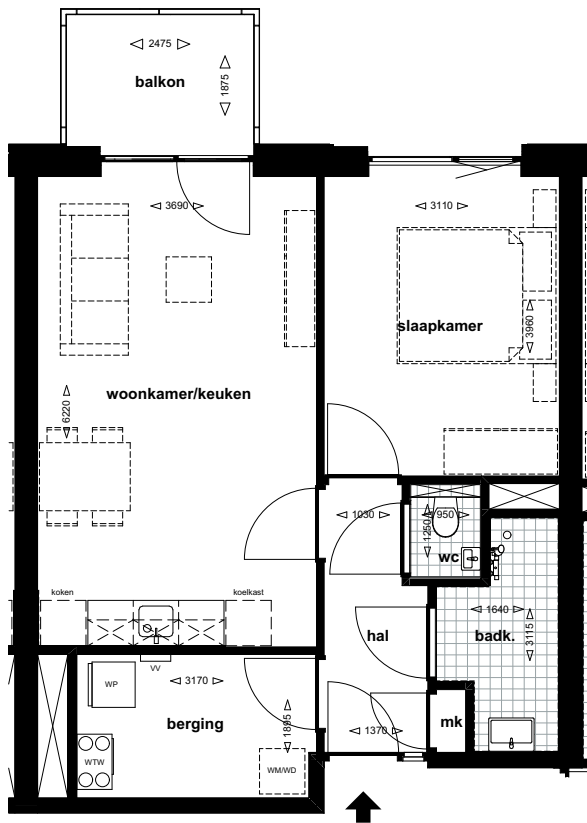 2475
balkon
1875
3690
3110
slaapkamer
3960
woonkamer/keuken
6220
1030
950
1250
wc
koken
koelkast
1640
hal
badk.
3115
VV
WP
3170
berging
1895
1370
mk
WTW
WM/WD